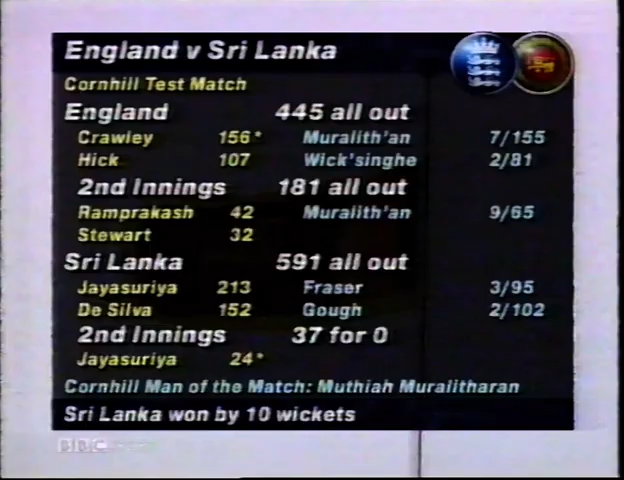 England v Sri Lanka
Cornhill Test Match
England 445 all out
Crawley 156* Muralith'an 7/155
Hick 107 Wick'singhe 2/81
2nd Innings 181 all out
Ramprakash 42 Muralith'an 9/65
Stewart 32
Sri Lanka 591 all out
Jayasuriya 213 Fraser 3/95
De Silva 152 Gough 2/102
2nd Innings 37 for 0
Jayasuriya 24*
Cornhill Man of the Match: Muthiah Muralitharan
Sri Lanka won by 10 wickets
BBC